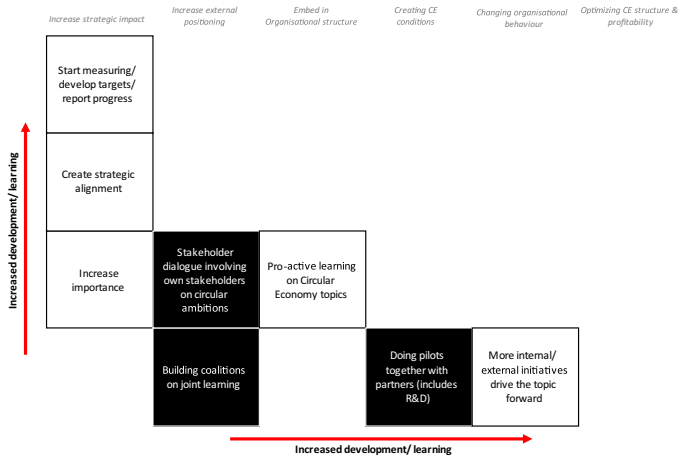 Increase strategic impact
Increase external
positioning
Embed in
Organisational structure
Creating CE
conditions
Changing organisational
behaviour
Optimizing CE structure &
profitability
Start measuring/
develop targets/
report progress
Create strategic
alignment
Increase
importance
Stakeholder
dialogue involving
own stakeholders
on circular
ambitions
Pro-active learning
on Circular
Economy topics
Building coalitions
on joint learning
Doing pilots
together with
partners (includes
R&D)
More internal/
external initiatives
drive the topic
forward
Increased development/ learning
Increased development/ learning